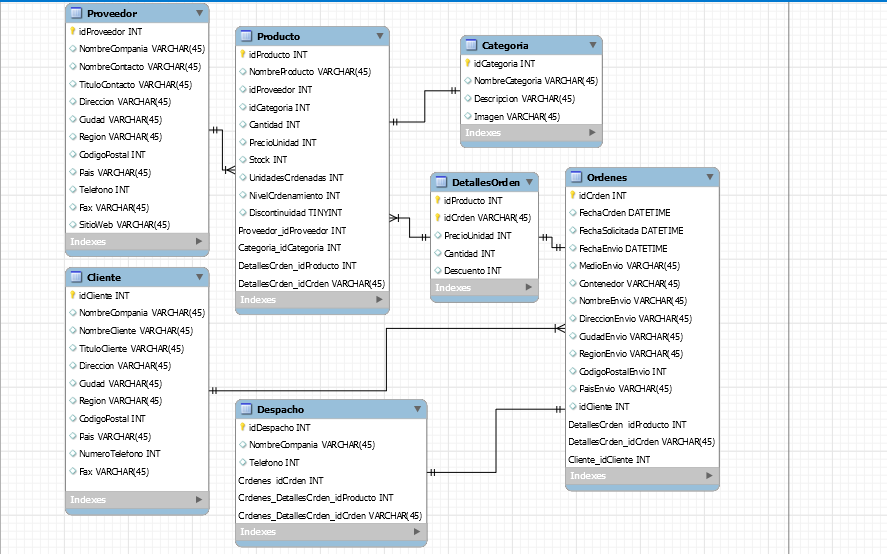 Proveedor
idProveedor INT
NombreCompania VARCHAR(45)
NombreContacto VARCHAR(45)
TituloContacto VARCHAR(45)
Direccion VARCHAR(45)
Ciudad VARCHAR(45)
Region VARCHAR(45)
CodigoPostal INT
Pais VARCHAR(45)
Telefono INT
Fax VARCHAR(45)
SitioWeb VARCHAR(45)
Indexes
Producto
idProducto INT
NombreProducto VARCHAR(45)
idProveedor INT
idCategoria INT
Cantidad INT
PrecioUnidad INT
Stock INT
UnidadesOrdenadas INT
NivelOrdenamiento INT
Discontinuidad TINYINT
Proveedor_idProveedor INT
Categoria_idCategoria INT
DetallesOrden_idProducto INT
DetallesOrden_idOrden VARCHAR(45)
Indexes
Categoria
idCategoria INT
NombreCategoria VARCHAR(45)
Descripcion VARCHAR(45)
Imagen VARCHAR(45)
Indexes
DetallesOrden
idProducto INT
idOrden VARCHAR(45)
PrecioUnidad INT
Cantidad INT
Descuento INT
Indexes
Ordenes
idOrden INT
FechaOrden DATETIME
FechaSolicitada DATETIME
FechaEnvio DATETIME
MedioEnvio VARCHAR(45)
Contenedor VARCHAR(45)
NombreEnvio VARCHAR(45)
DireccionEnvio VARCHAR(45)
CiudadEnvio VARCHAR(45)
RegionEnvio VARCHAR(45)
CodigoPostalEnvio INT
PaisEnvio VARCHAR(45)
idCliente INT
DetallesOrden_idProducto INT
DetallesOrden_idOrden VARCHAR(45)
Cliente_idCliente INT
Indexes
Cliente
idCliente INT
NombreCompania VARCHAR(45)
NombreCliente VARCHAR(45)
TituloCliente VARCHAR(45)
Direccion VARCHAR(45)
Ciudad VARCHAR(45)
Region VARCHAR(45)
CodigoPostal INT
Pais VARCHAR(45)
NumeroTelefono INT
Fax VARCHAR(45)
Indexes
Despacho
idDespacho INT
NombreCompania VARCHAR(45)
Telefono INT
Ordenes_idOrden INT
Ordenes_DetallesOrden_idProducto INT
Ordenes_DetallesOrden_idOrden VARCHAR(45)
Indexes